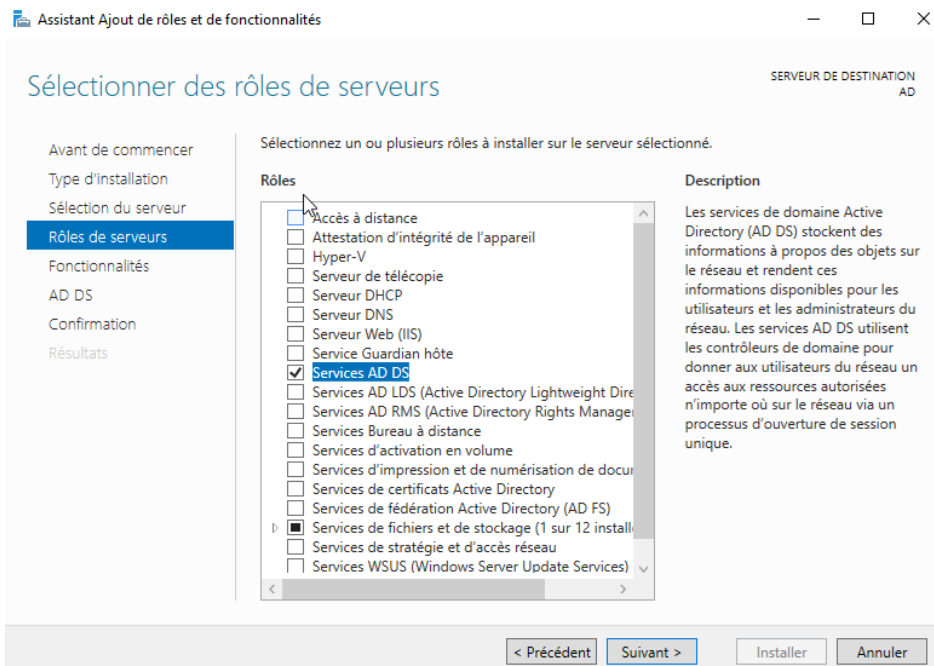 Assistant Ajout de rôles et de fonctionnalités
Sélectionner des rôles de serveurs
SERVEUR DE DESTINATION
AD
Avant de commencer
Type d'installation
Sélection du serveur
Rôles de serveurs
Fonctionnalités
AD DS
Confirmation
Résultats
Sélectionnez un ou plusieurs rôles à installer sur le serveur sélectionné.
Rôles
Accès à distance
Attestation d'intégrité de l'appareil
Hyper-V
Serveur de télécopie
Serveur DHCP
Serveur DNS
Serveur Web (IIS)
Service Guardian hôte
Services AD DS
Services AD LDS (Active Directory Lightweight Dire
Services AD RMS (Active Directory Rights Manager
Services Bureau à distance
Services d'activation en volume
Services d'impression et de numérisation de docur
Services de certificats Active Directory
Services de fédération Active Directory (AD FS)
Services de fichiers et de stockage (1 sur 12 install
Services de stratégie et d'accès réseau
Services WSUS (Windows Server Update Services)
Description
Les services de domaine Active
Directory (AD DS) stockent des
informations à propos des objets sur
le réseau et rendent ces
informations disponibles pour les
utilisateurs et les administrateurs du
réseau. Les services AD DS utilisent
les contrôleurs de domaine pour
donner aux utilisateurs du réseau un
accès aux ressources autorisées
n'importe où sur le réseau via un
processus d'ouverture de session
unique.
< Précédent
Suivant >
Installer
Annuler